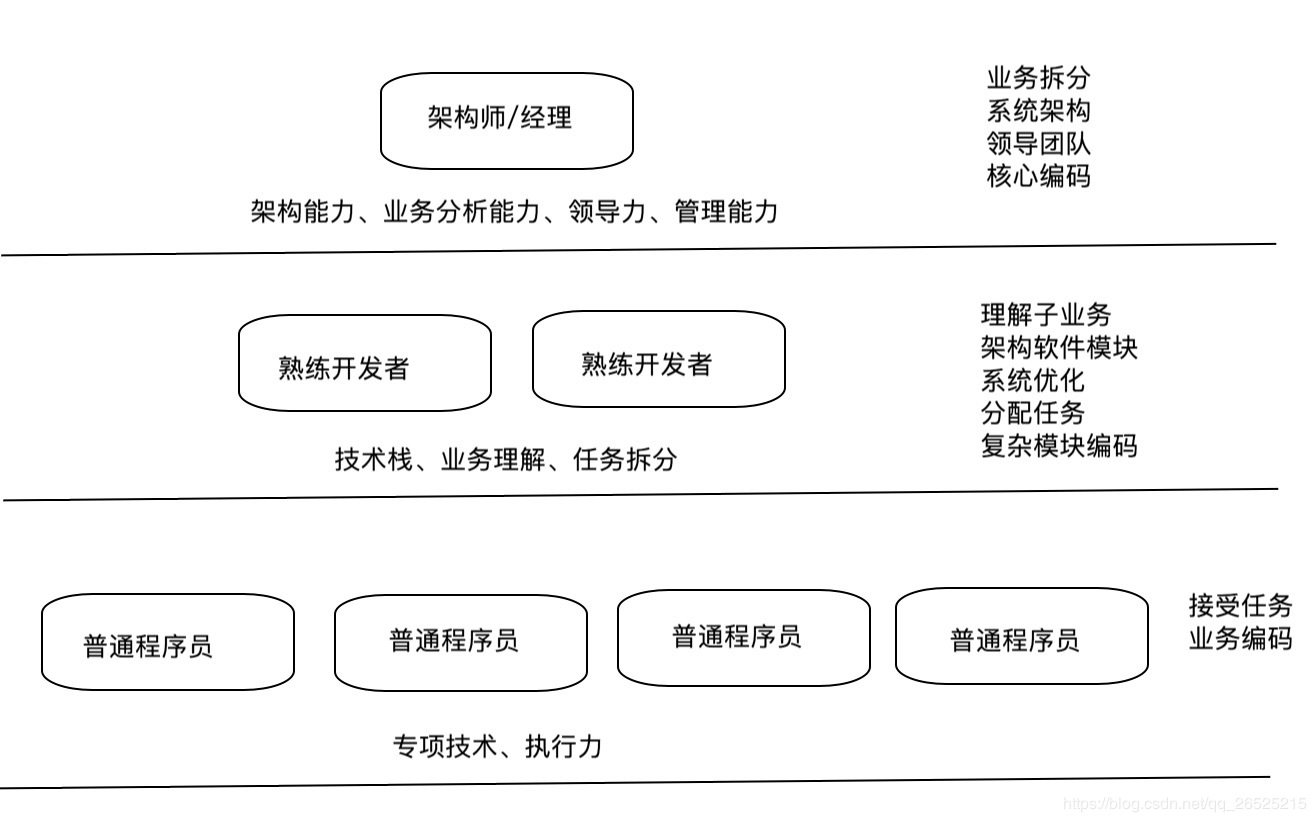 架构师/经理
业务拆分
系统架构
领导团队
核心编码
架构能力、业务分析能力、领导力、管理能力
熟练开发者
熟练开发者
理解子业务
架构软件模块
系统优化
分配任务
复杂模块编码
技术栈、业务理解、任务拆分
普通程序员
普通程序员
普通程序员
普通程序员
接受任务
业务编码
专项技术、执行力
https://blog.csdn.net/qq_26525215